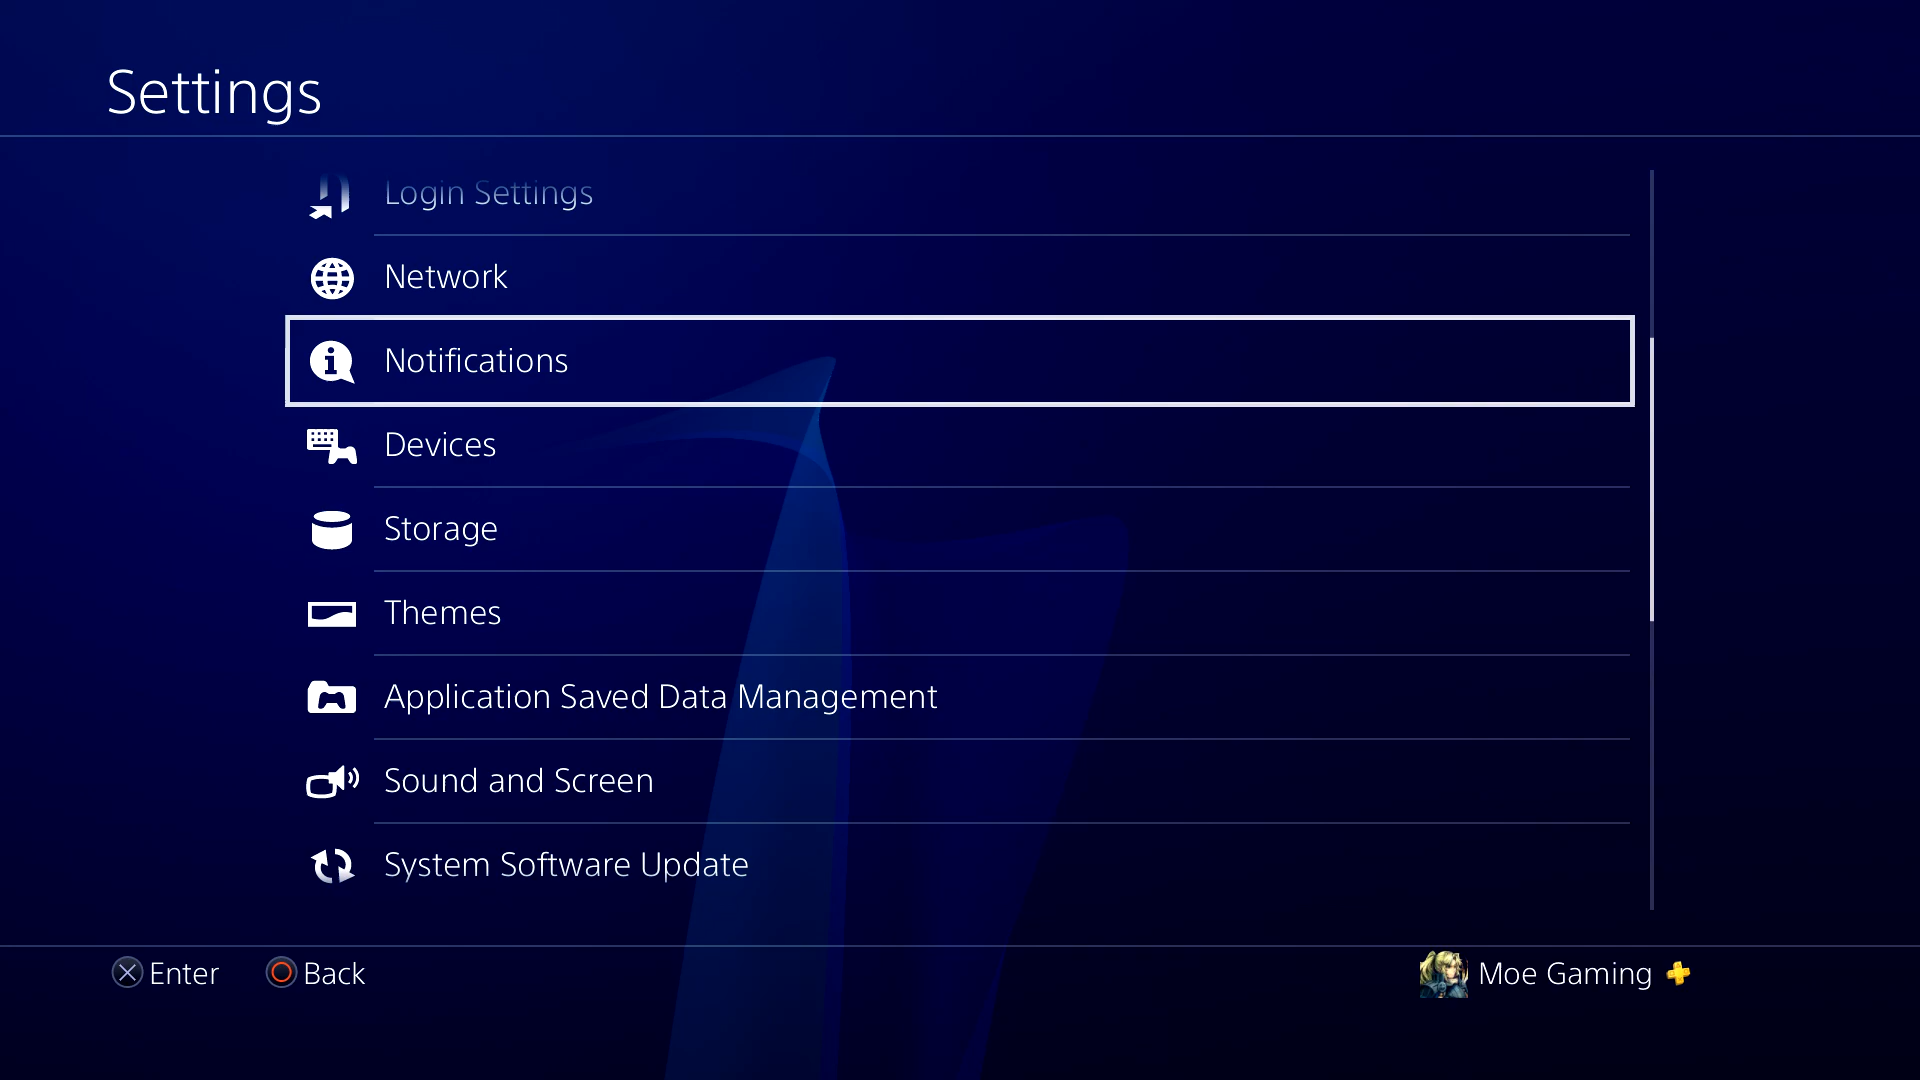 Settings
Login Settings
Network
Notifications
Devices
Storage
Themes
Application Saved Data Management
Sound and Screen
System Software Update
Enter
Back
Moe Gaming